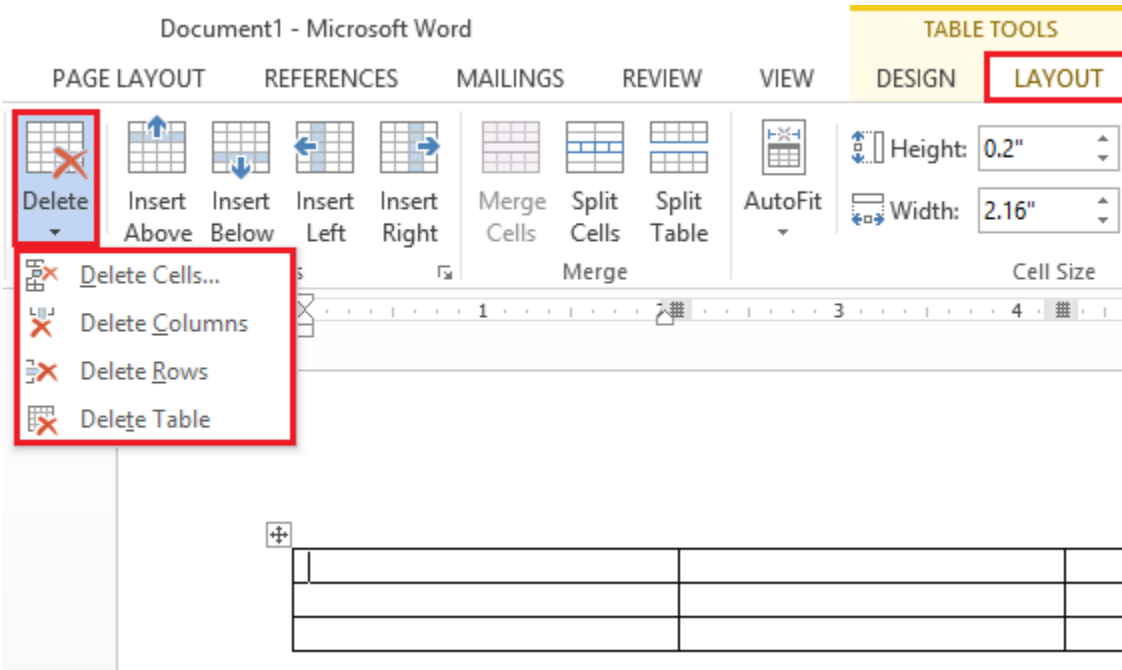 Document1 - Microsoft Word
TABLE TOOLS
PAGE LAYOUT REFERENCES MAILINGS REVIEW VIEW DESIGN LAYOUT
Delete
Insert Above
Insert Below
Insert Left
Insert Right
Merge Cells
Split Cells
Split Table
AutoFit
Height: 0.2"
Width: 2.16"
s
Merge
Cell Size
Delete Cells...
Delete Columns
Delete Rows
Delete Table
1 3 4